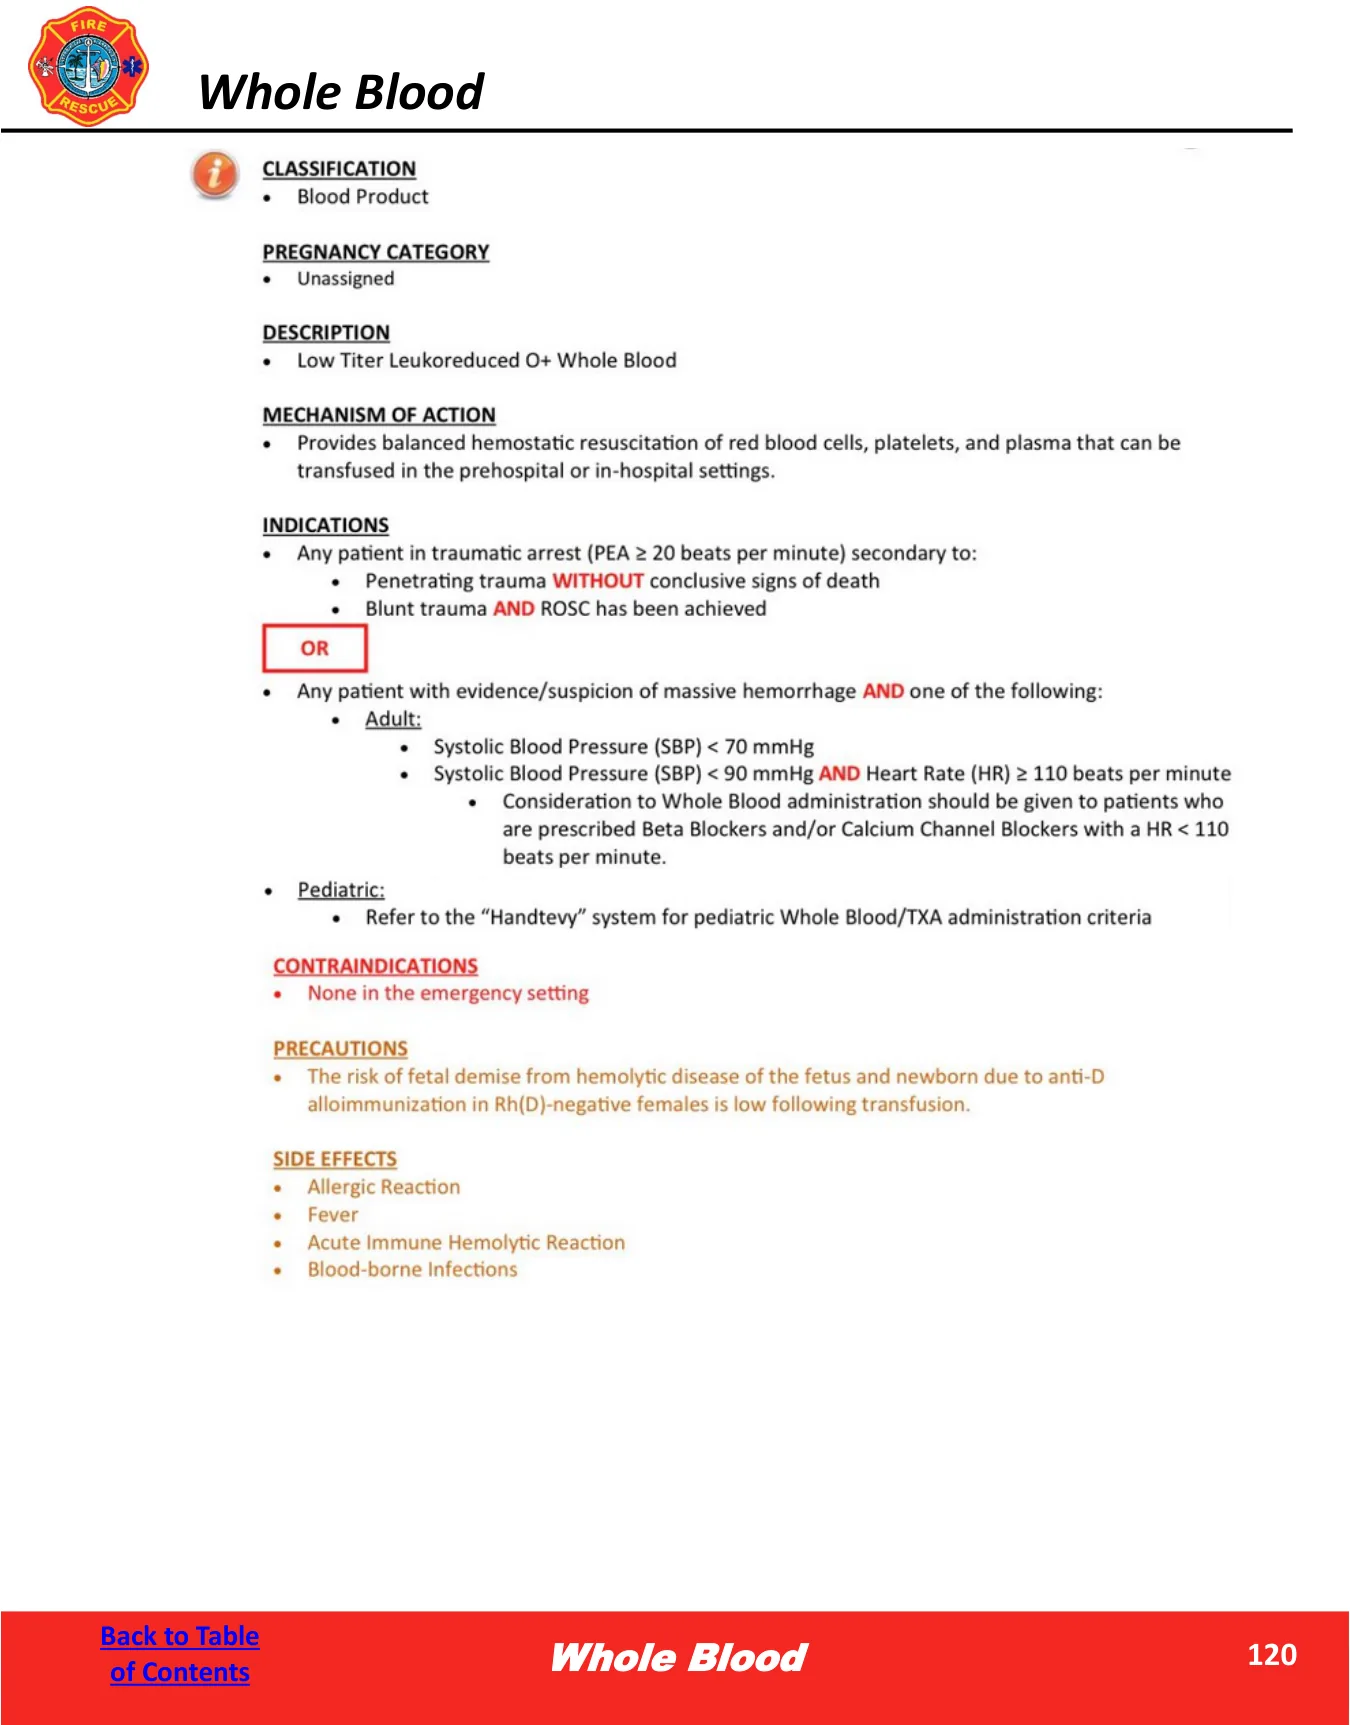 FIRE
RESCUE
Whole Blood
i
CLASSIFICATION
• Blood Product
PREGNANCY CATEGORY
• Unassigned
DESCRIPTION
• Low Titer Leukoreduced O+ Whole Blood
MECHANISM OF ACTION
• Provides balanced hemostatic resuscitation of red blood cells, platelets, and plasma that can be
transfused in the prehospital or in-hospital settings.
INDICATIONS
• Any patient in traumatic arrest (PEA ≥ 20 beats per minute) secondary to:
• Penetrating trauma WITHOUT conclusive signs of death
• Blunt trauma AND ROSC has been achieved
OR
• Any patient with evidence/suspicion of massive hemorrhage AND one of the following:
• Adult:
• Systolic Blood Pressure (SBP) < 70 mmHg
• Systolic Blood Pressure (SBP) < 90 mmHg AND Heart Rate (HR) ≥ 110 beats per minute
• Consideration to Whole Blood administration should be given to patients who
are prescribed Beta Blockers and/or Calcium Channel Blockers with a HR < 110
beats per minute.
• Pediatric:
• Refer to the “Handtevy” system for pediatric Whole Blood/TXA administration criteria
CONTRAINDICATIONS
• None in the emergency setting
PRECAUTIONS
• The risk of fetal demise from hemolytic disease of the fetus and newborn due to anti-D
alloimmunization in Rh(D)-negative females is low following transfusion.
SIDE EFFECTS
• Allergic Reaction
• Fever
• Acute Immune Hemolytic Reaction
• Blood-borne Infections
Back to Table
of Contents
Whole Blood
120